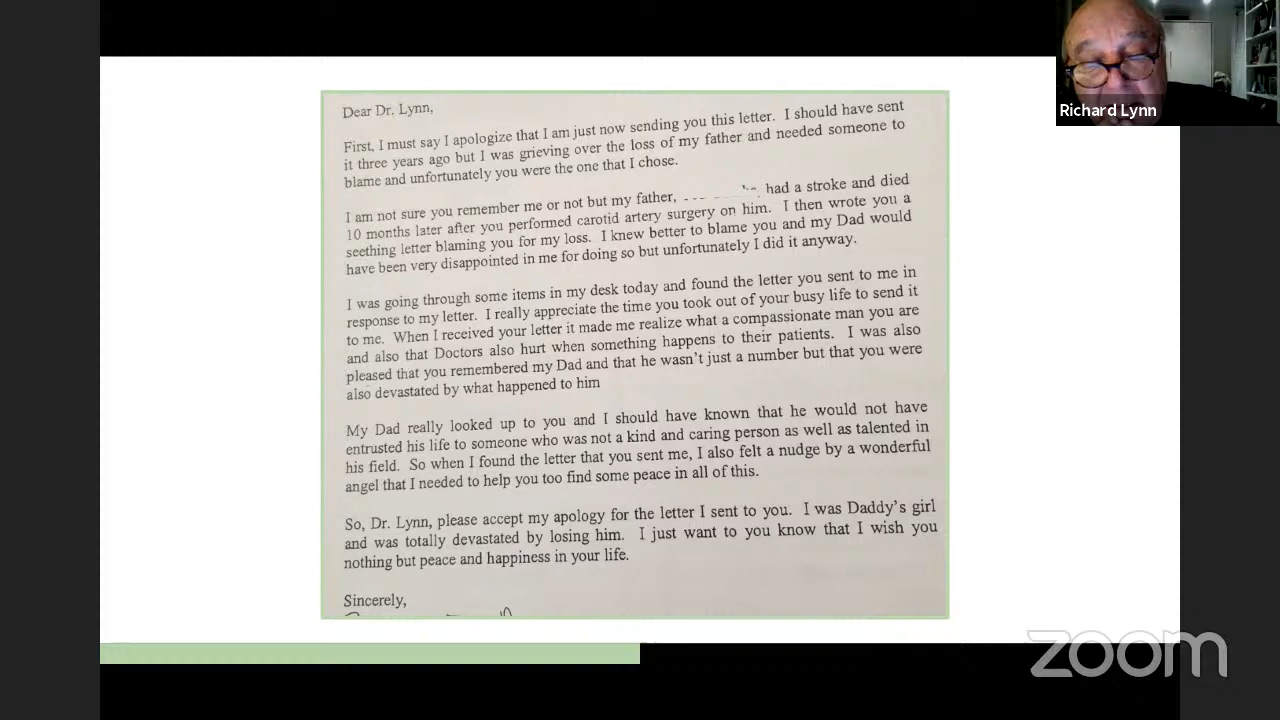 Dear Dr. Lynn,
First, I must say I apologize that I am just now sending you this letter. I should have sent
it three years ago but I was grieving over the loss of my father and needed someone to
blame and unfortunately you were the one that I chose.
I am not sure you remember me or not but my father, had a stroke and died
10 months later after you performed carotid artery surgery on him. I then wrote you a
seething letter blaming you for my loss. I knew better to blame you and my Dad would
have been very disappointed in me for doing so but unfortunately I did it anyway.
I was going through some items in my desk today and found the letter you sent to me in
response to my letter. I really appreciate the time you took out of your busy life to send it
to me. When I received your letter it made me realize what a compassionate man you are
and also that Doctors also hurt when something happens to their patients. I was also
pleased that you remembered my Dad and that he wasn't just a number but that you were
also devastated by what happened to him
My Dad really looked up to you and I should have known that he would not have
entrusted his life to someone who was not a kind and caring person as well as talented in
his field. So when I found the letter that you sent me, I also felt a nudge by a wonderful
angel that I needed to help you too find some peace in all of this.
So, Dr. Lynn, please accept my apology for the letter I sent to you. I was Daddy's girl
and was totally devastated by losing him. I just want to you know that I wish you
nothing but peace and happiness in your life.
Sincerely,
Richard Lynn
zoom